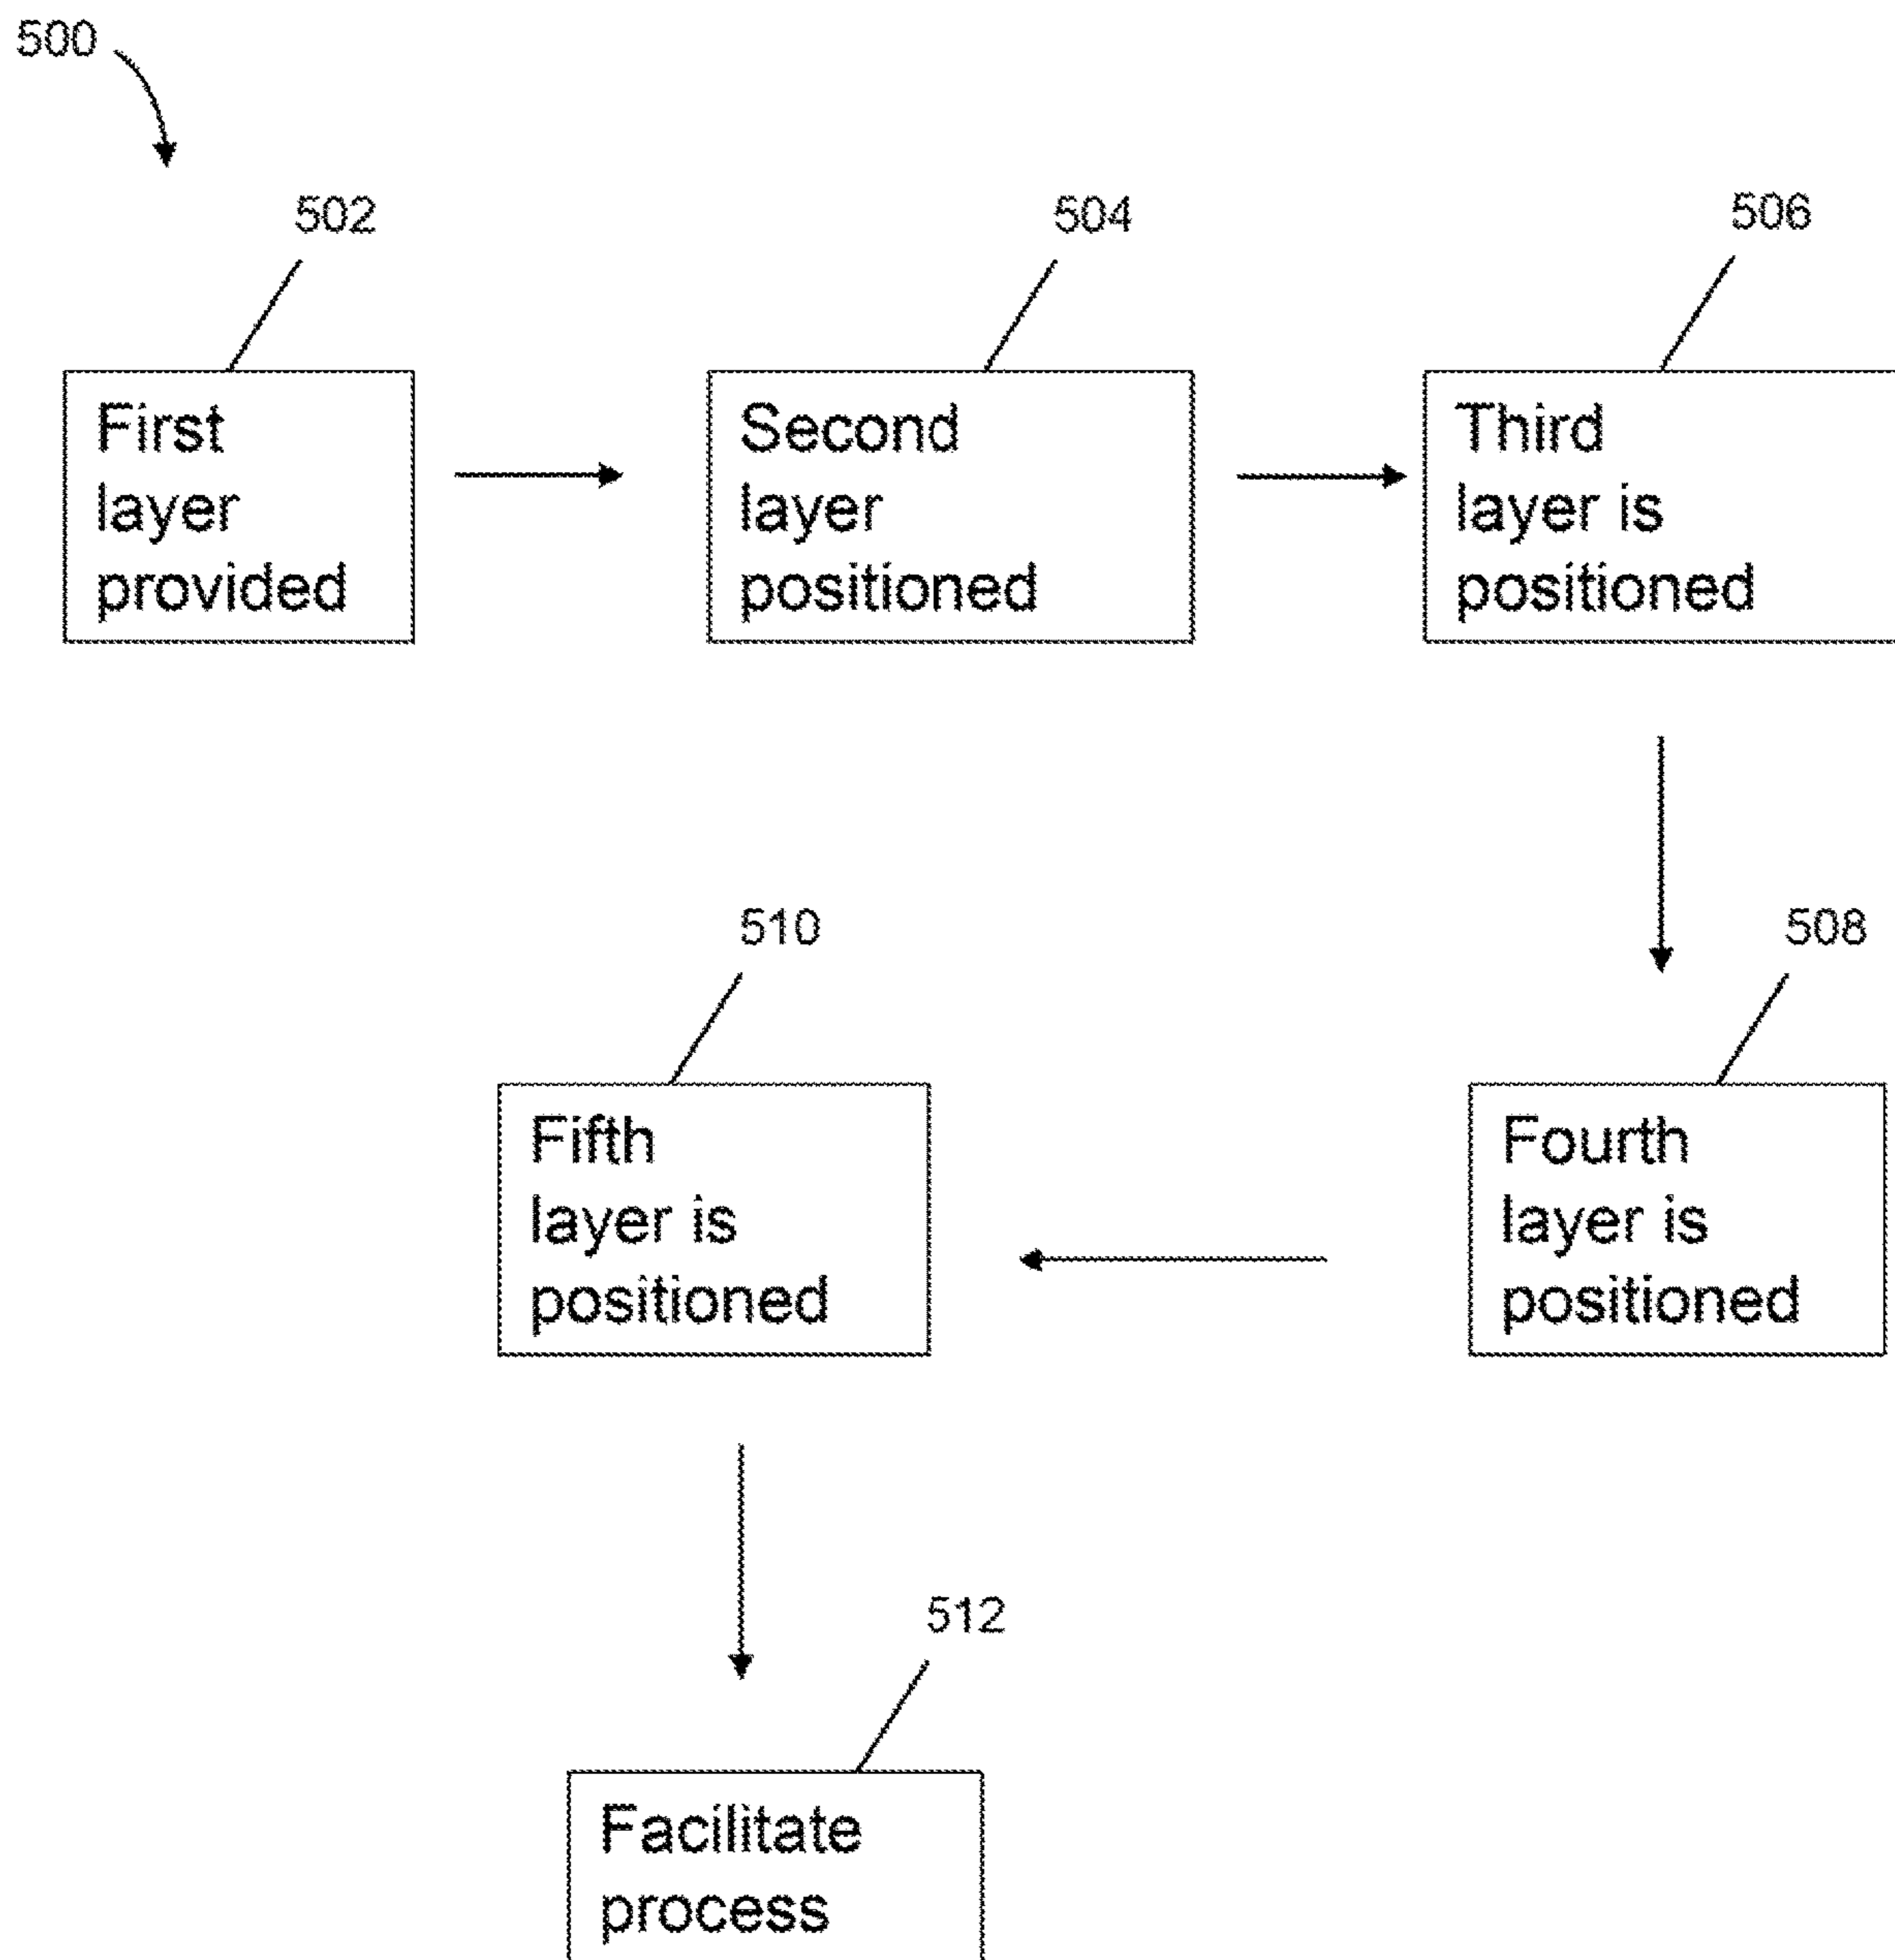 500
502
504
506
First
layer
provided
Second
layer
positioned
Third
layer is
positioned
510
508
Fifth
layer is
positioned
Fourth
layer is
positioned
512
Facilitate
process